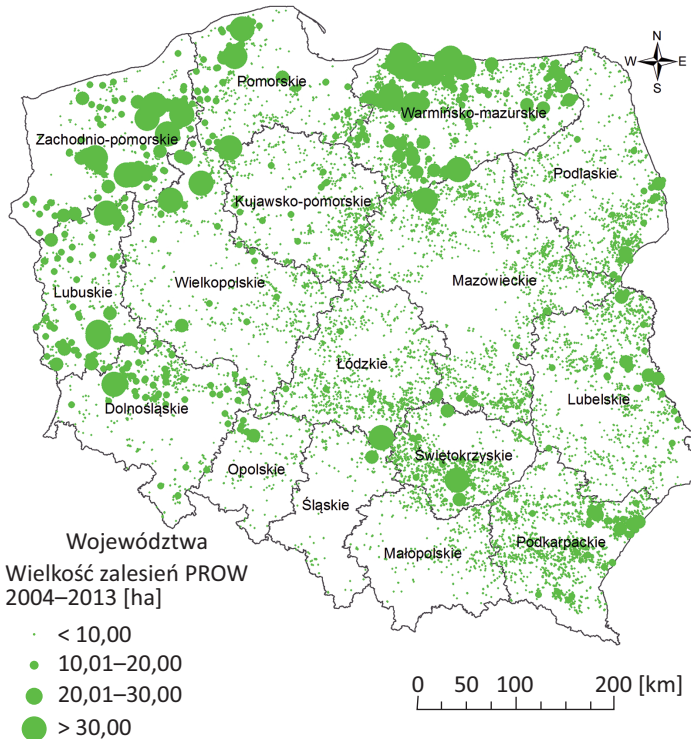 N
W E
S
Pomorskie
Warmińsko-mazurskie
Zachodnio-pomorskie
Podlaskie
Kujawsko-pomorskie
Mazowieckie
Wielkopolskie
Lubuskie
Łódzkie
Lubelskie
Dolnośląskie
Świętokrzyskie
Opolskie
Śląskie
Podkarpackie
Małopolskie
Województwa
Wielkość zalesień PROW
2004–2013 [ha]
< 10,00
10,01–20,00
20,01–30,00
> 30,00
0 50 100 200 [km]